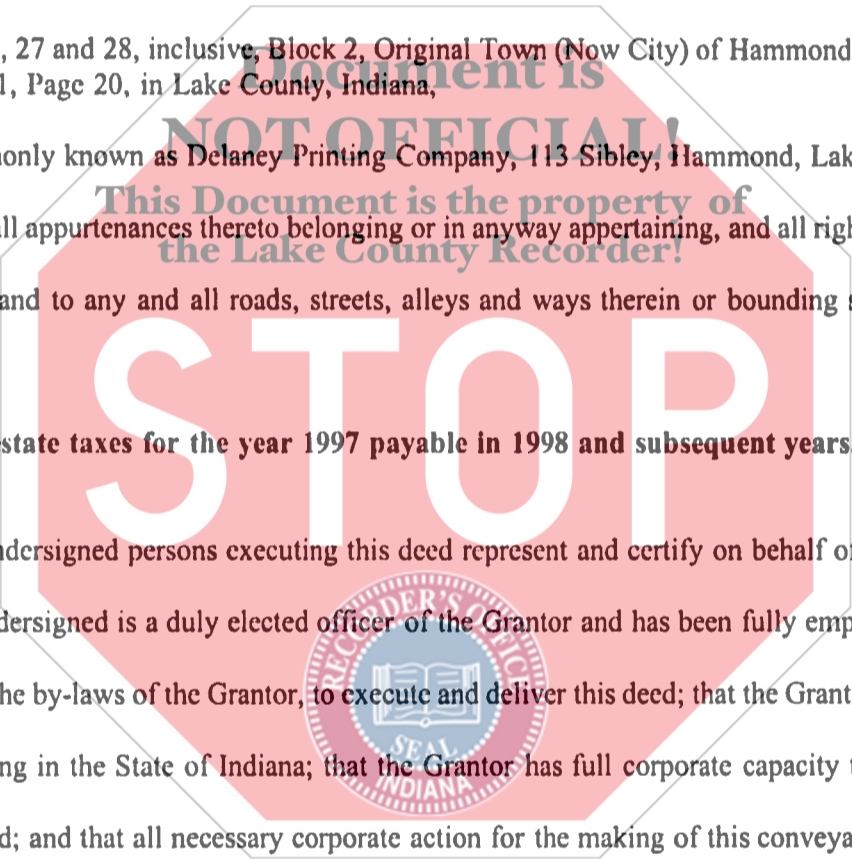 , 27 and 28, inclusive, Block 2, Original Town (Now City) of Hammond
1, Page 20, in Lake County, Indiana,
Document is
NOT OFFICIAL!
only known as Delaney Printing Company, 113 Sibley, Hammond, Lak
This Document is the property of
ll appurtenances thereto belonging or in anyway appertaining, and all righ
the Lake County Recorder!
and to any and all roads, streets, alleys and ways therein or bounding s
STOP
state taxes for the year 1997 payable in 1998 and subsequent years
ndersigned persons executing this deed represent and certify on behalf of
dersigned is a duly elected officer of the Grantor and has been fully emp
he by-laws of the Grantor, to execute and deliver this deed; that the Grant
RECORDER'S OFFICE
SEAL
INDIANA
ng in the State of Indiana; that the Grantor has full corporate capacity t
d; and that all necessary corporate action for the making of this conveya